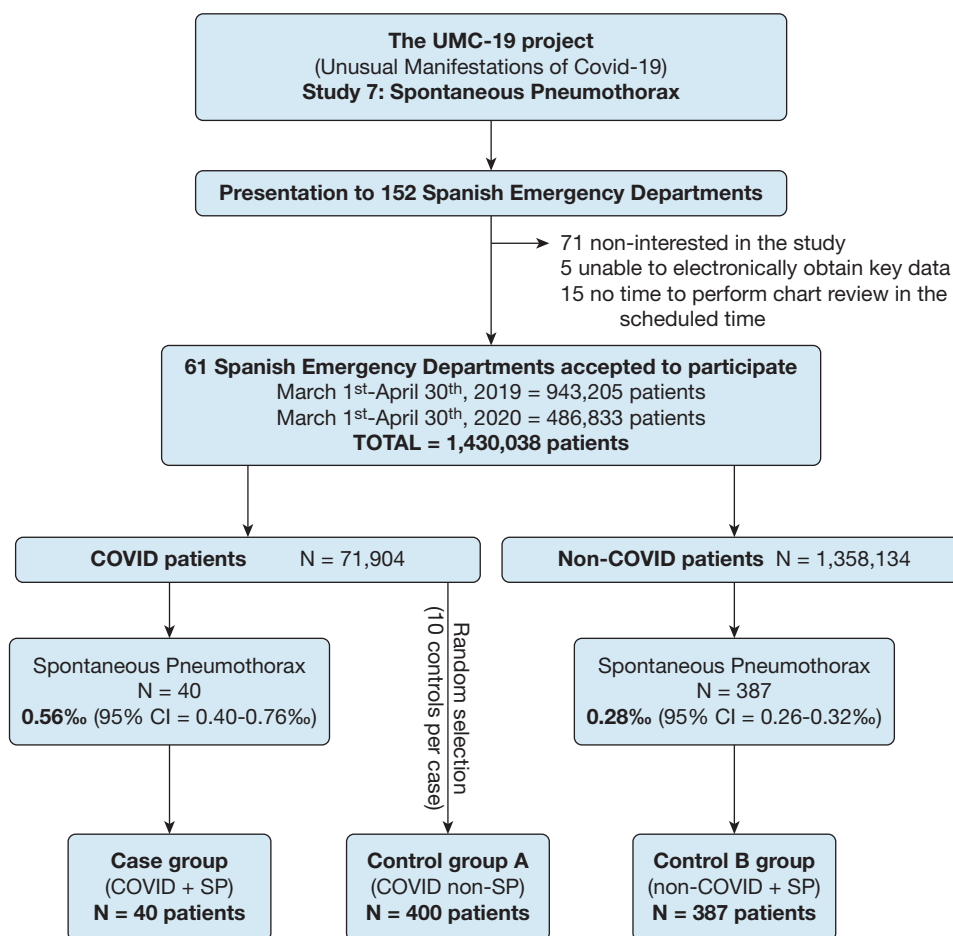 The UMC-19 project
(Unusual Manifestations of Covid-19)
Study 7: Spontaneous Pneumothorax
Presentation to 152 Spanish Emergency Departments
71 non-interested in the study
5 unable to electronically obtain key data
15 no time to perform chart review in the
scheduled time
61 Spanish Emergency Departments accepted to participate
March 1st-April 30th, 2019 = 943,205 patients
March 1st-April 30th, 2020 = 486,833 patients
TOTAL = 1,430,038 patients
COVID patients N = 71,904
Non-COVID patients N = 1,358,134
Spontaneous Pneumothorax
N = 40
0.56‰ (95% CI = 0.40-0.76‰)
Random selection
(10 controls per case)
Spontaneous Pneumothorax
N = 387
0.28‰ (95% CI = 0.26-0.32‰)
Case group
(COVID + SP)
N = 40 patients
Control group A
(COVID non-SP)
N = 400 patients
Control B group
(non-COVID + SP)
N = 387 patients